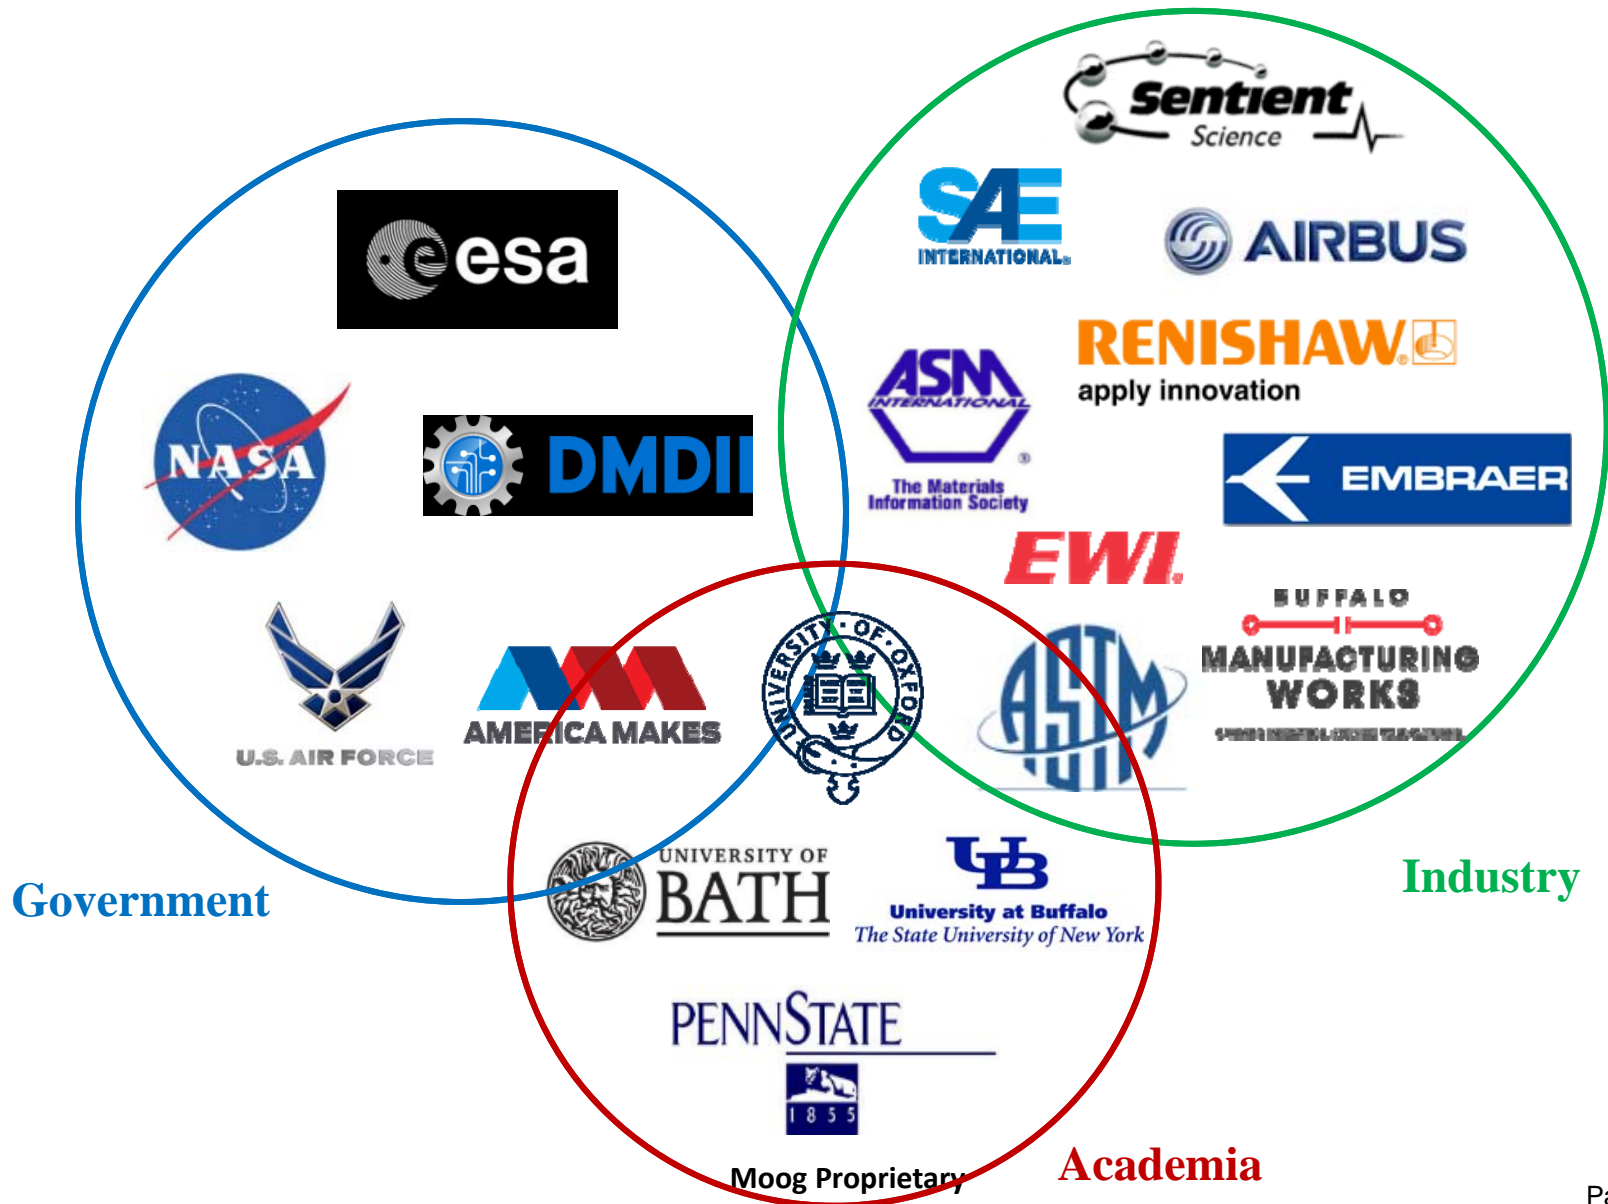 Sentient
Science
SAE
INTERNATIONAL®
AIRBUS
esa
RENISHAW®
apply innovation
ASM
INTERNATIONAL
®
The Materials
Information Society
NASA
DMDII
EMBRAER
EWI.
BUFFALO
MANUFACTURING
WORKS
UNIVERSITY · OF · OXFORD
ASTM
AMERICA MAKES
U.S. AIR FORCE
UNIVERSITY OF
BATH
UB
University at Buffalo
The State University of New York
Government
Industry
PENNSTATE
1855
Moog Proprietary
Academia
Pa